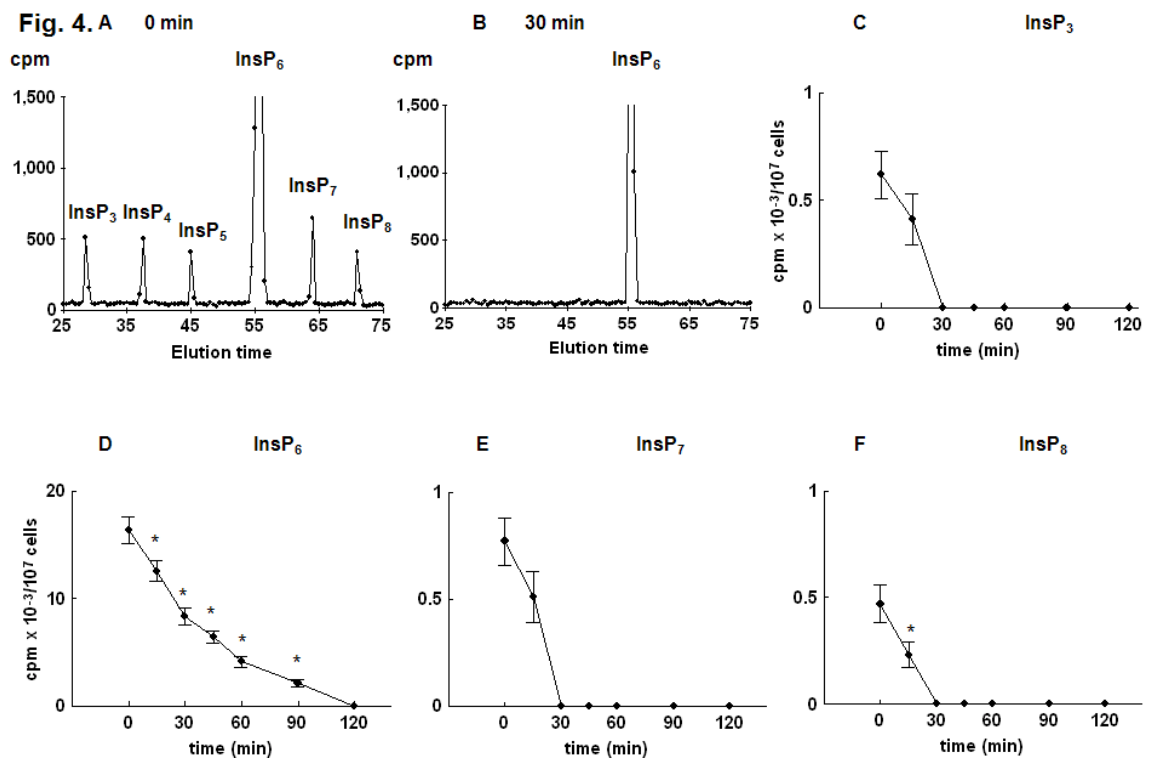 Fig. 4. A 0 min
cpm
InsP₆
1,500
1,000
500
0
InsP₃
InsP₄
InsP₅
InsP₇
InsP₈
25 35 45 55 65 75
Elution time
B 30 min
cpm
InsP₆
1,500
1,000
500
0
25 35 45 55 65 75
Elution time
C InsP₃
cpm x 10⁻³/10⁷ cells
1
0.5
0
0 30 60 90 120
time (min)
D InsP₆
cpm x 10⁻³/10⁷ cells
20
10
0
* * * * *
0 30 60 90 120
time (min)
E InsP₇
1
0.5
0
0 30 60 90 120
time (min)
F InsP₈
1
0.5
0
*
0 30 60 90 120
time (min)